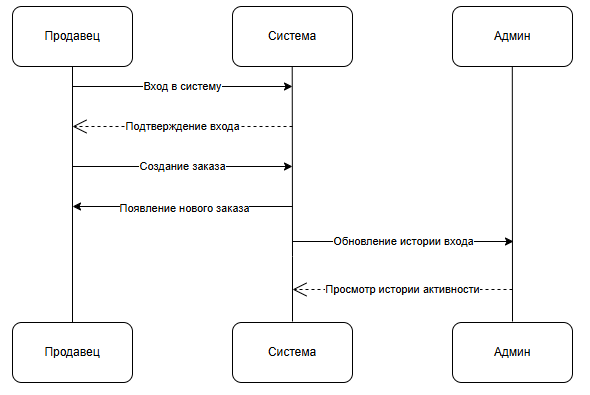 Продавец
Система
Админ
Вход в систему
Подтверждение входа
Создание заказа
Появление нового заказа
Обновление истории входа
Просмотр истории активности
Продавец
Система
Админ